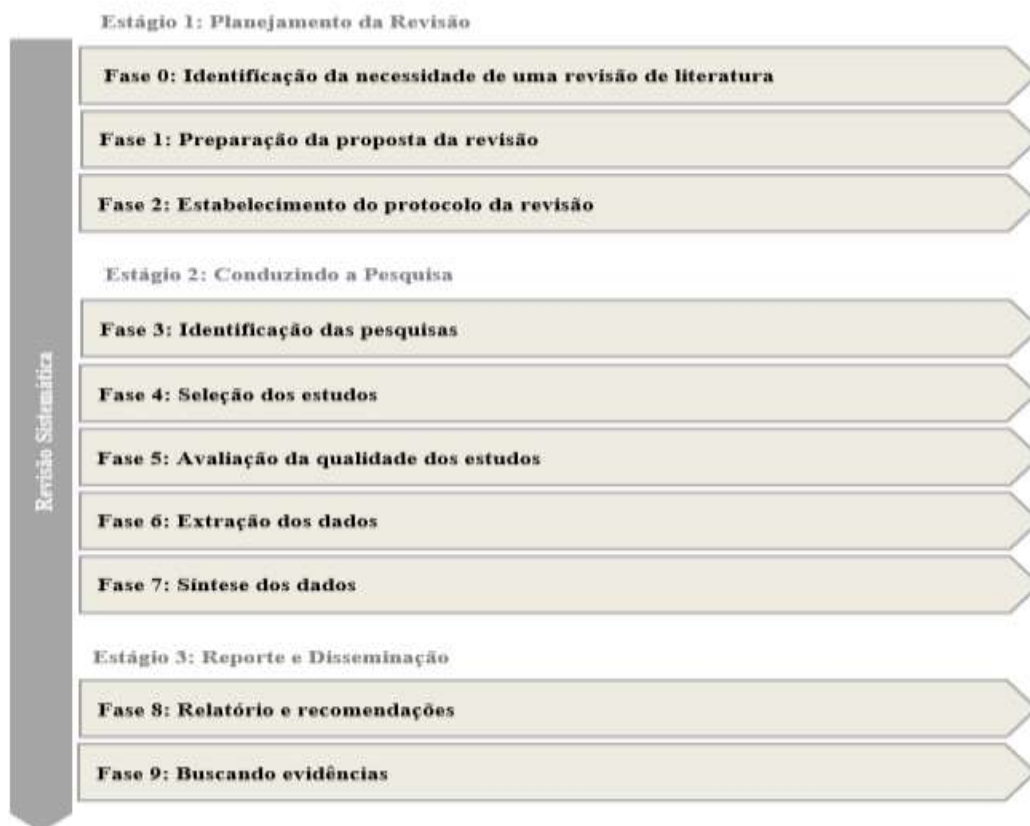 Estágio 1: Planejamento da Revisão
Fase 0: Identificação da necessidade de uma revisão de literatura
Fase 1: Preparação da proposta da revisão
Fase 2: Estabelecimento do protocolo da revisão
Estágio 2: Conduzindo a Pesquisa
Fase 3: Identificação das pesquisas
Fase 4: Seleção dos estudos
Fase 5: Avaliação da qualidade dos estudos
Fase 6: Extração dos dados
Fase 7: Síntese dos dados
Estágio 3: Reporte e Disseminação
Fase 8: Relatório e recomendações
Fase 9: Buscando evidências
Revisão Sistemática